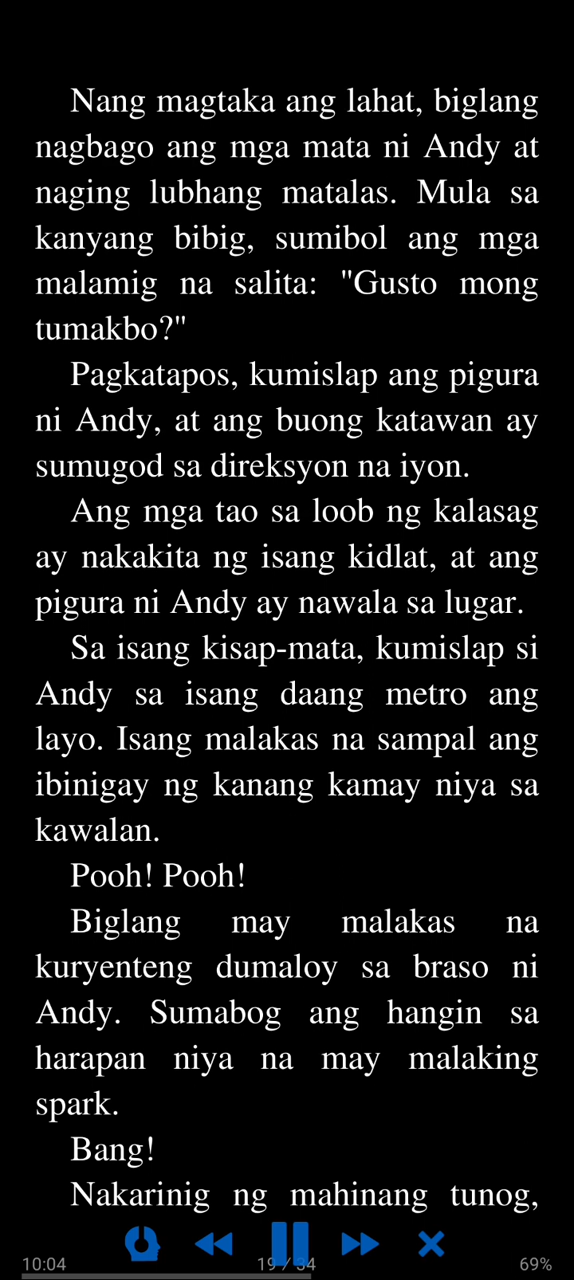 Nang magtaka ang lahat, biglang
nagbago ang mga mata ni Andy at
naging lubhang matalas. Mula sa
kanyang bibig, sumibol ang mga
malamig na salita: "Gusto mong
tumakbo?"
Pagkatapos, kumislap ang pigura
ni Andy, at ang buong katawan ay
sumugod sa direksyon na iyon.
Ang mga tao sa loob ng kalasag
ay nakakita ng isang kidlat, at ang
pigura ni Andy ay nawala sa lugar.
Sa isang kisap-mata, kumislap si
Andy sa isang daang metro ang
layo. Isang malakas na sampal ang
ibinigay ng kanang kamay niya sa
kawalan.
Pooh! Pooh!
Biglang may malakas na
kuryenteng dumaloy sa braso ni
Andy. Sumabog ang hangin sa
harapan niya na may malaking
spark.
Bang!
Nakarinig ng mahinang tunog,
10:04 19 / 34 69%